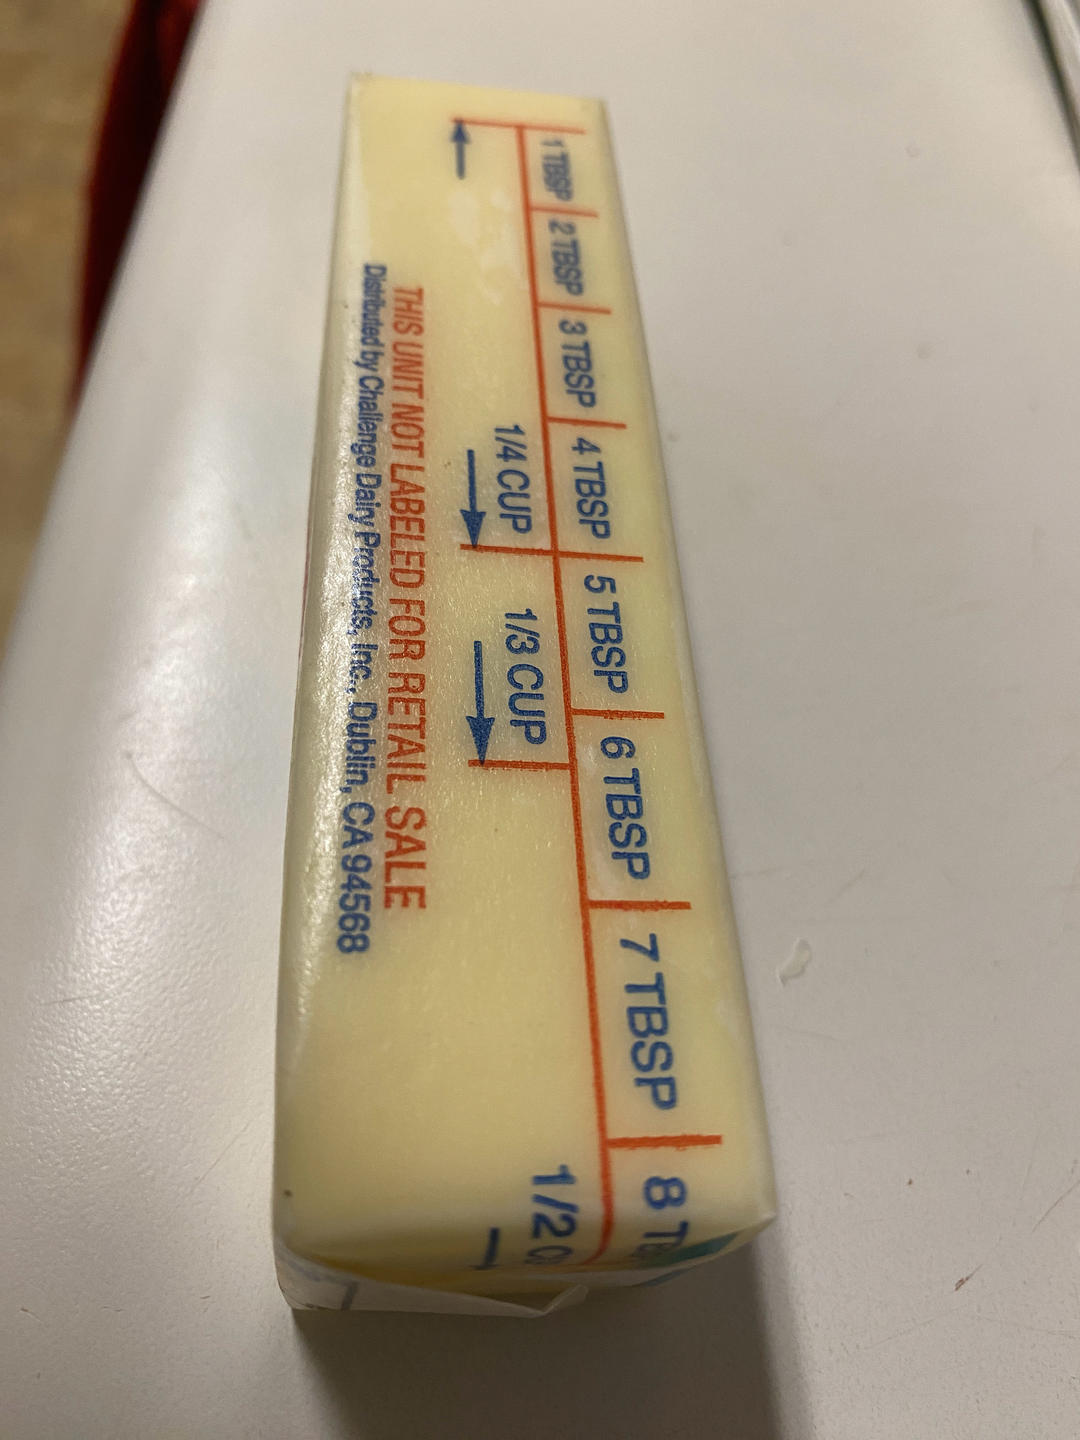 1 TBSP
2 TBSP
3 TBSP
4 TBSP
5 TBSP
6 TBSP
7 TBSP
8
1/4 CUP
1/3 CUP
1/2
THIS UNIT NOT LABELED FOR RETAIL SALE
Distributed by Challenge Dairy Products, Inc., Dublin, CA 94568